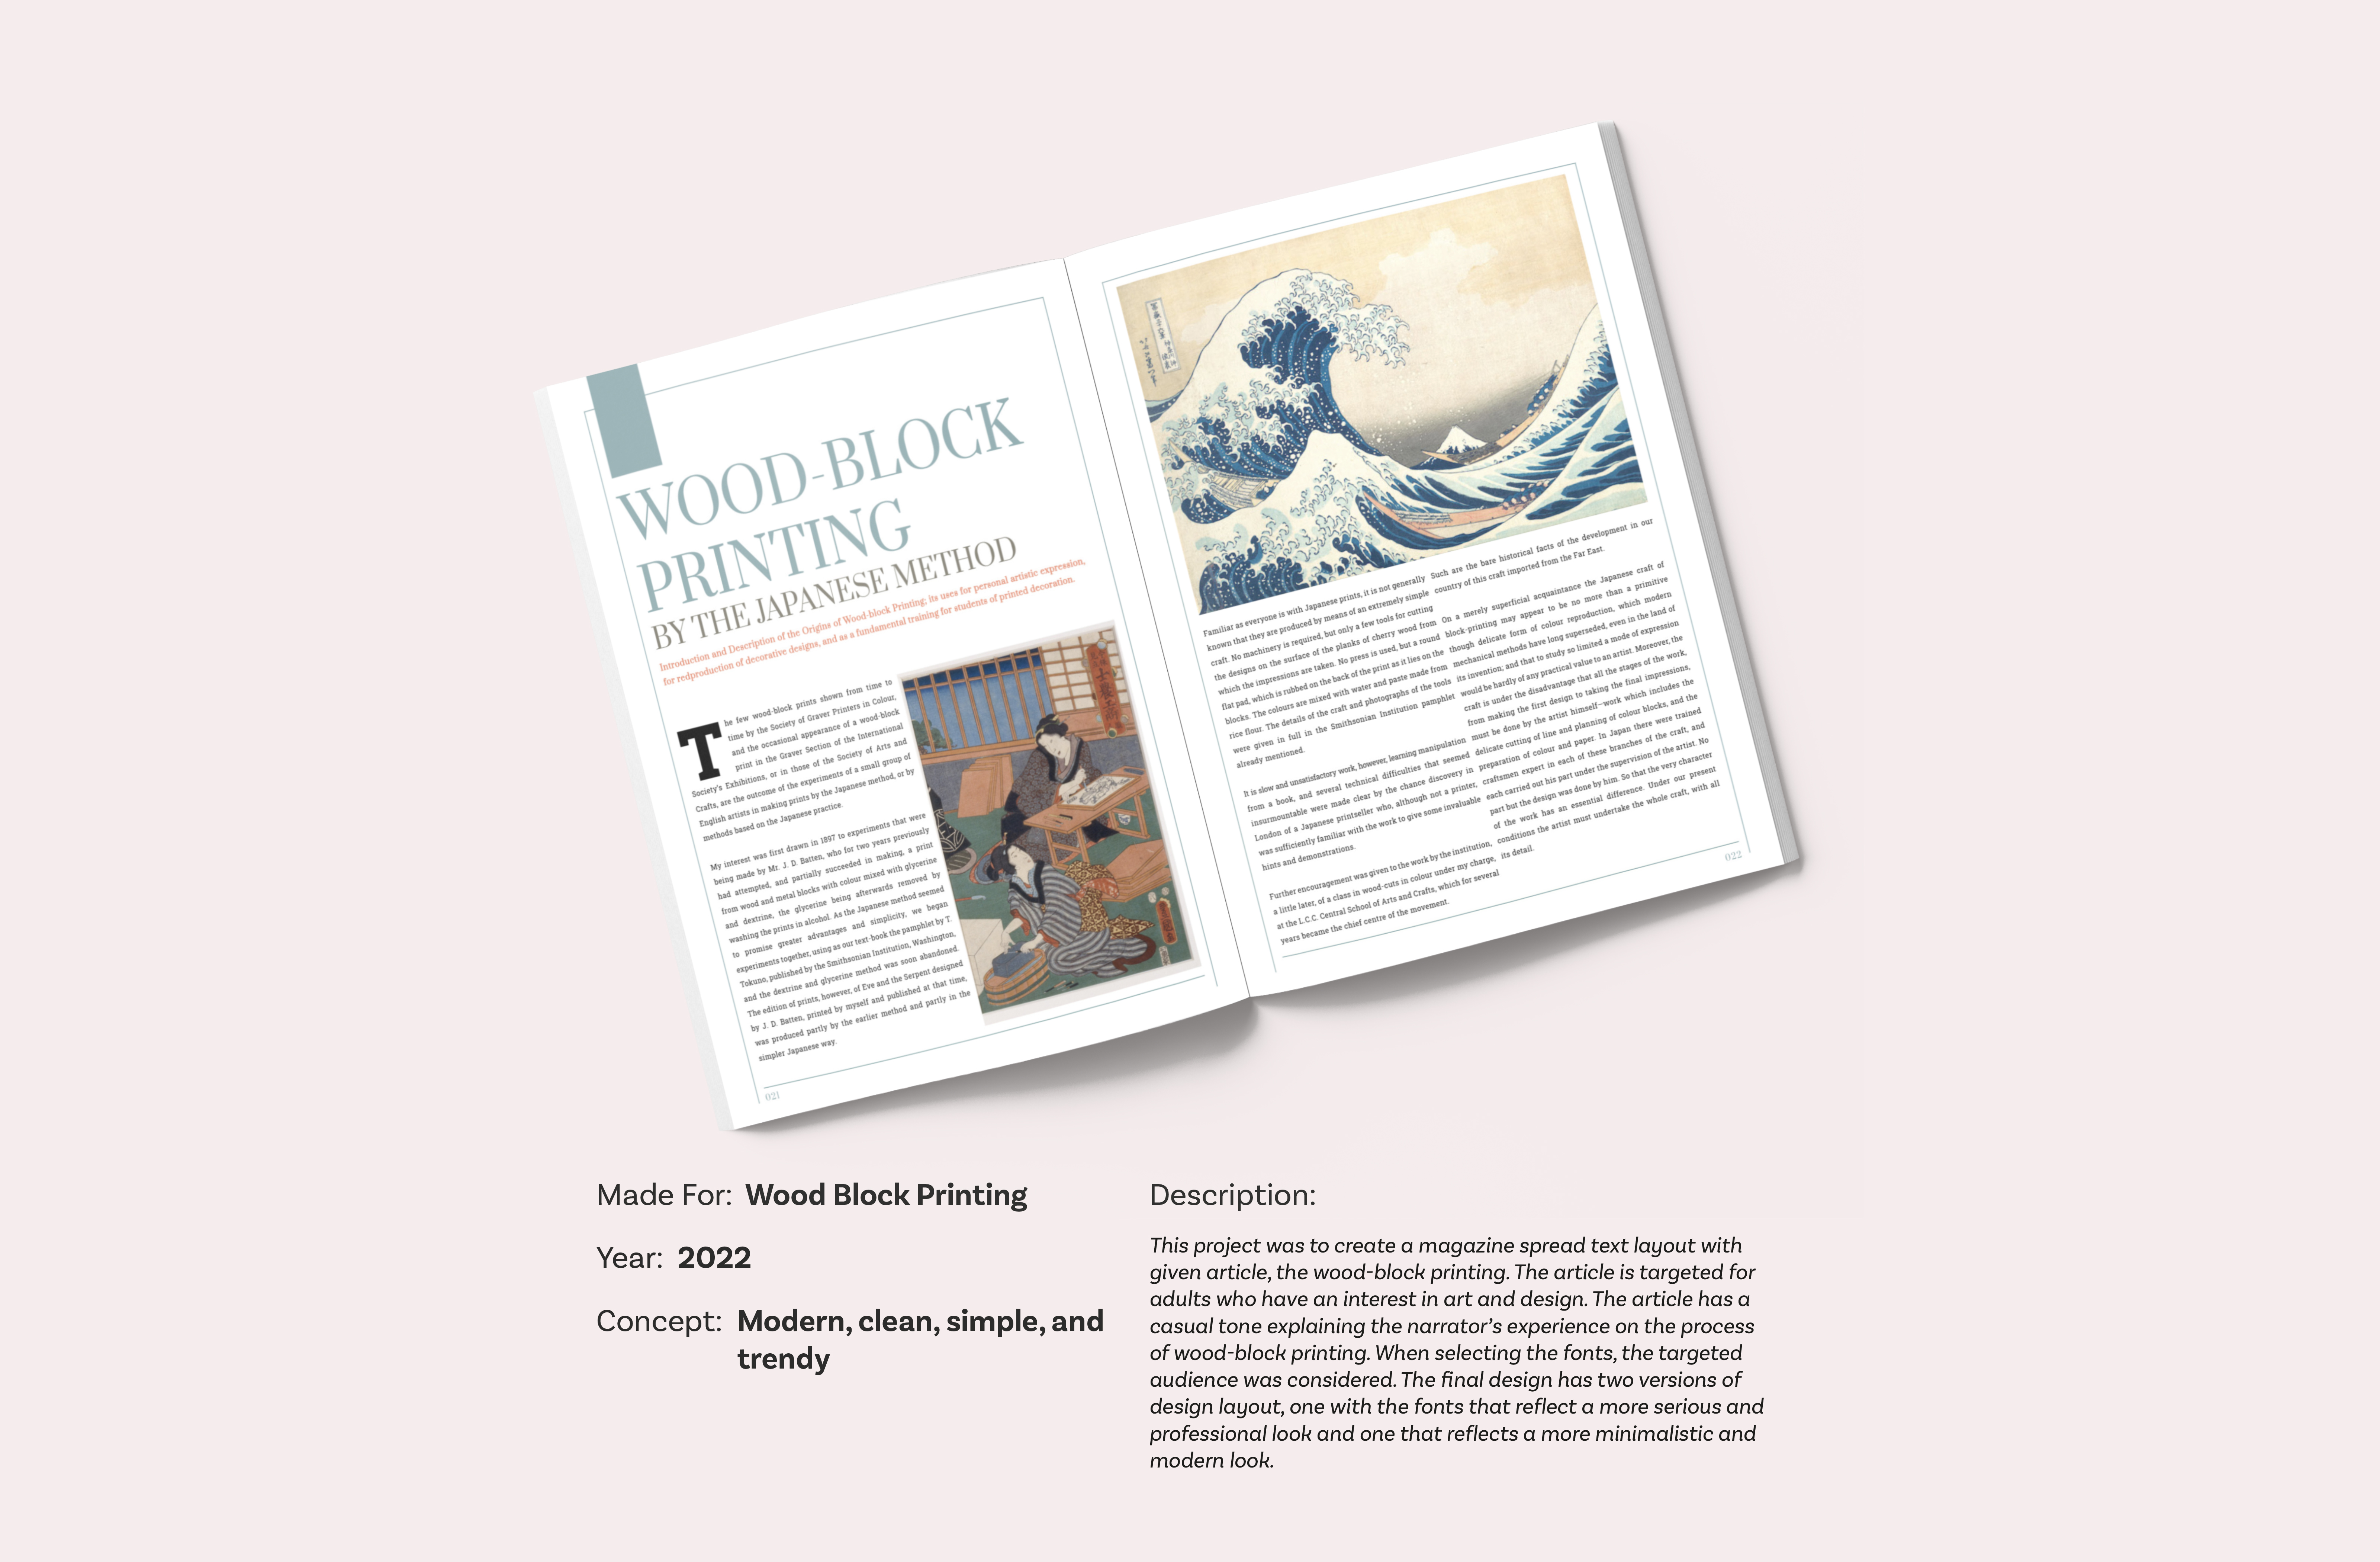 WOOD-BLOCK
PRINTING
BY THE JAPANESE METHOD
Introduction and Description of the Origins of Wood-block Printing; its uses for personal artistic expression,
for redproduction of decorative designs, and as a fundamental training for students of printed decoration.
The few wood-block prints shown from time to
time by the Society of Graver Printers in Colour,
and the occasional appearance of a wood-block
print in the Graver Section of the International
Society's Exhibitions, or in those of the Society of Arts and
Crafts, are the outcome of the experiments of a small group of
English artists in making prints by the Japanese method, or by
methods based on the Japanese practice.
My interest was first drawn in 1897 to experiments that were
being made by Mr. J. D. Batten, who for two years previously
had attempted, and partially succeeded in making, a print
from wood and metal blocks with colour mixed with glycerine
and dextrine, the glycerine being afterwards removed by
washing the prints in alcohol. As the Japanese method seemed
to promise greater advantages and simplicity, we began
experiments together, using as our text-book the pamphlet by T.
Tokuno, published by the Smithsonian Institution, Washington,
and the dextrine and glycerine method was soon abandoned.
The edition of prints, however, of Eve and the Serpent designed
by J. D. Batten, printed by myself and published at that time,
was produced partly by the earlier method and partly in the
simpler Japanese way.
021
Familiar as everyone is with Japanese prints, it is not generally
known that they are produced by means of an extremely simple
craft. No machinery is required, but only a few tools for cutting
the designs on the surface of the planks of cherry wood from
which the impressions are taken. No press is used, but a round
flat pad, which is rubbed on the back of the print as it lies on the
blocks. The colours are mixed with water and paste made from
rice flour. The details of the craft and photographs of the tools
were given in full in the Smithsonian Institution pamphlet
already mentioned.
It is slow and unsatisfactory work, however, learning manipulation
from a book, and several technical difficulties that seemed
insurmountable were made clear by the chance discovery in
London of a Japanese printseller who, although not a printer,
was sufficiently familiar with the work to give some invaluable
hints and demonstrations.
Further encouragement was given to the work by the institution,
a little later, of a class in wood-cuts in colour under my charge,
at the L.C.C. Central School of Arts and Crafts, which for several
years became the chief centre of the movement.
Such are the bare historical facts of the development in our
country of this craft imported from the Far East.
On a merely superficial acquaintance the Japanese craft of
block-printing may appear to be no more than a primitive
though delicate form of colour reproduction, which modern
mechanical methods have long superseded, even in the land of
its invention; and that to study so limited a mode of expression
would be hardly of any practical value to an artist. Moreover, the
craft is under the disadvantage that all the stages of the work,
from making the first design to taking the final impressions,
must be done by the artist himself—work which includes the
delicate cutting of line and planning of colour blocks, and the
preparation of colour and paper. In Japan there were trained
craftsmen expert in each of these branches of the craft, and
each carried out his part under the supervision of the artist. No
part but the design was done by him. So that the very character
of the work has an essential difference. Under our present
conditions the artist must undertake the whole craft, with all
its detail.
022
Made For: Wood Block Printing
Year: 2022
Concept: Modern, clean, simple, and
trendy
Description:
This project was to create a magazine spread text layout with
given article, the wood-block printing. The article is targeted for
adults who have an interest in art and design. The article has a
casual tone explaining the narrator's experience on the process
of wood-block printing. When selecting the fonts, the targeted
audience was considered. The final design has two versions of
design layout, one with the fonts that reflect a more serious and
professional look and one that reflects a more minimalistic and
modern look.